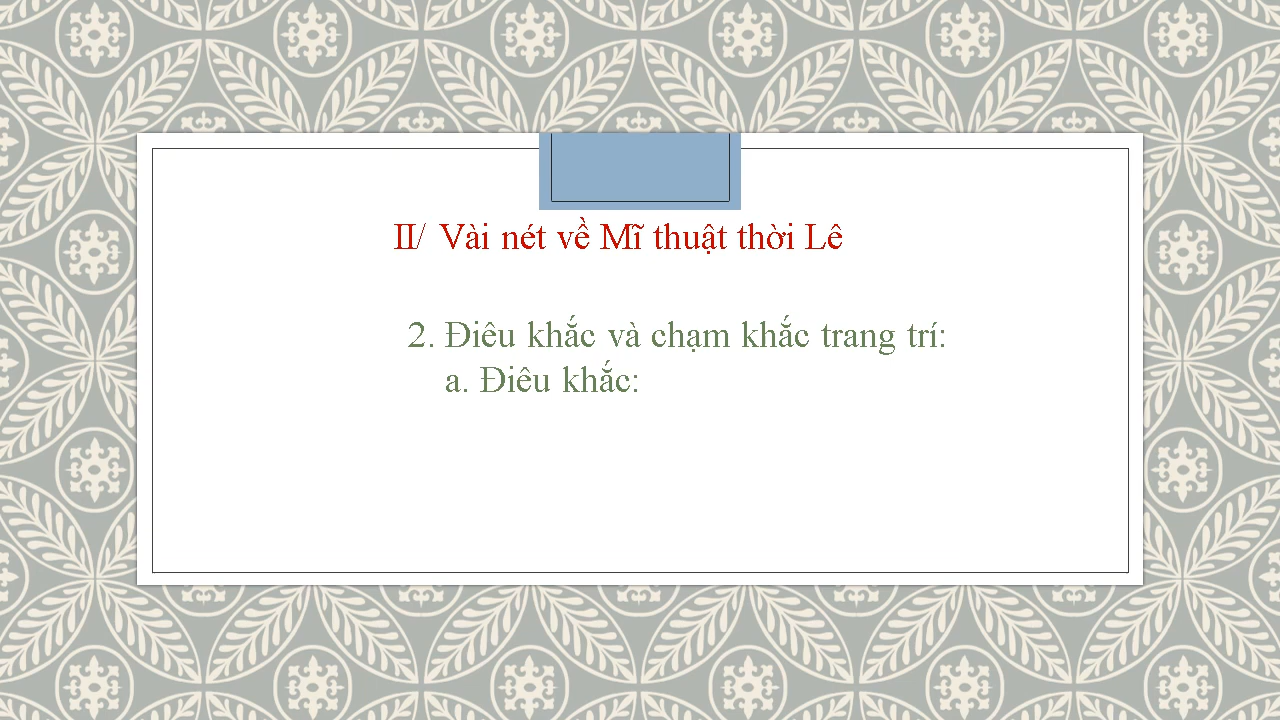 II/ Vài nét về Mĩ thuật thời Lê
2. Điêu khắc và chạm khắc trang trí:
a. Điêu khắc: